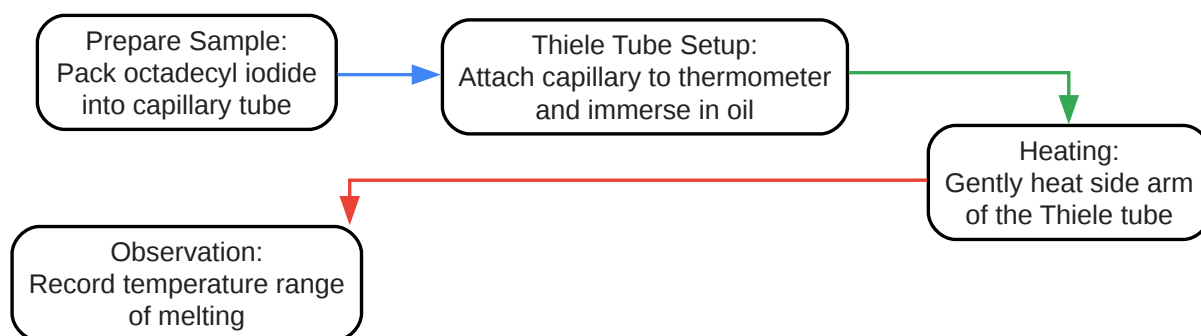 Prepare Sample:
Pack octadecyl iodide
into capillary tube
Thiele Tube Setup:
Attach capillary to thermometer
and immerse in oil
Heating:
Gently heat side arm
of the Thiele tube
Observation:
Record temperature range
of melting